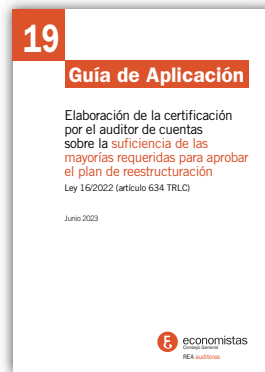 19
Guía de Aplicación
Elaboración de la certificación
por el auditor de cuentas
sobre la suficiencia de las
mayorías requeridas para aprobar
el plan de reestructuración
Ley 16/2022 (artículo 634 TRLC)
Junio 2023
economistas
Consejo General
REA auditores